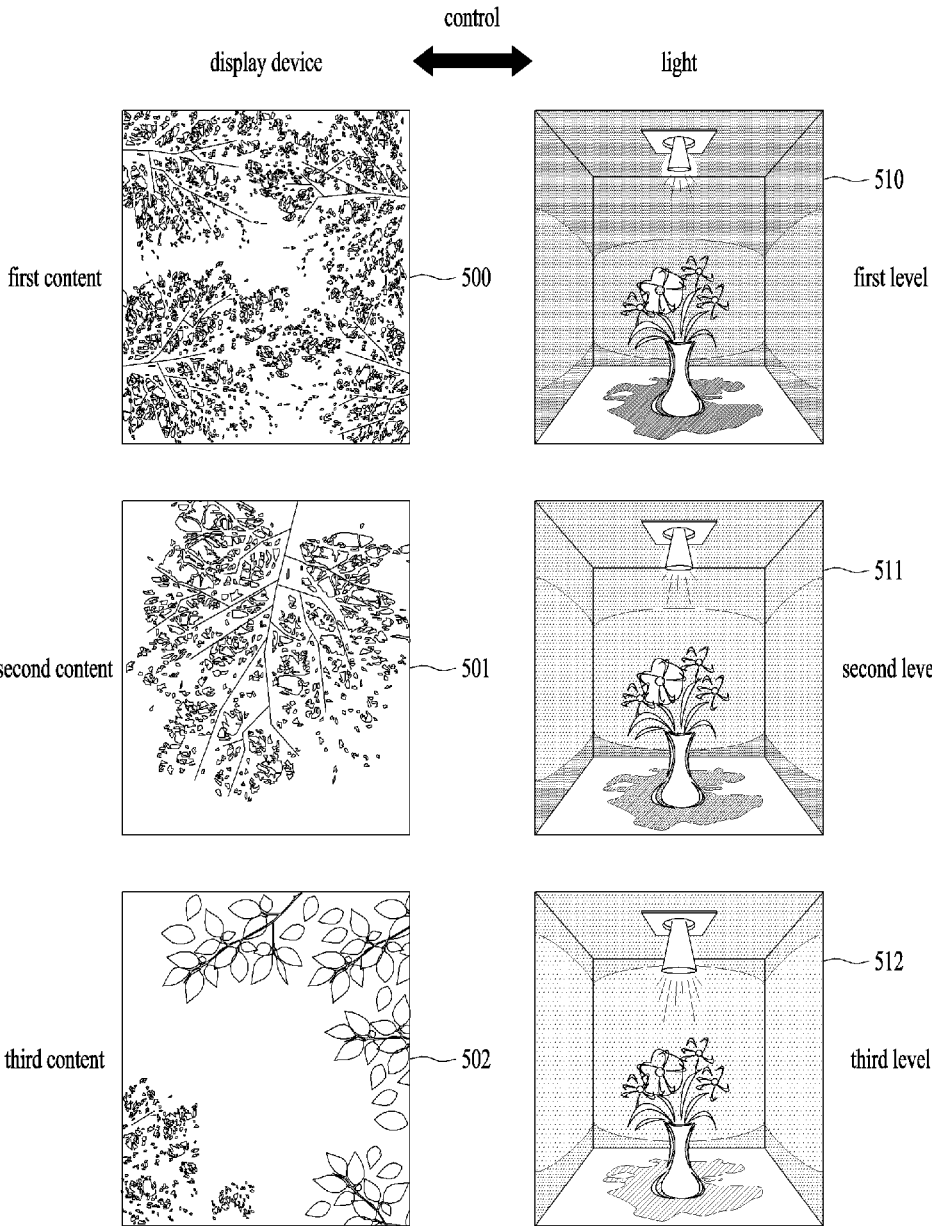 control
display device
light
first content
500
510
first level
second content
501
511
second leve
third content
502
512
third level